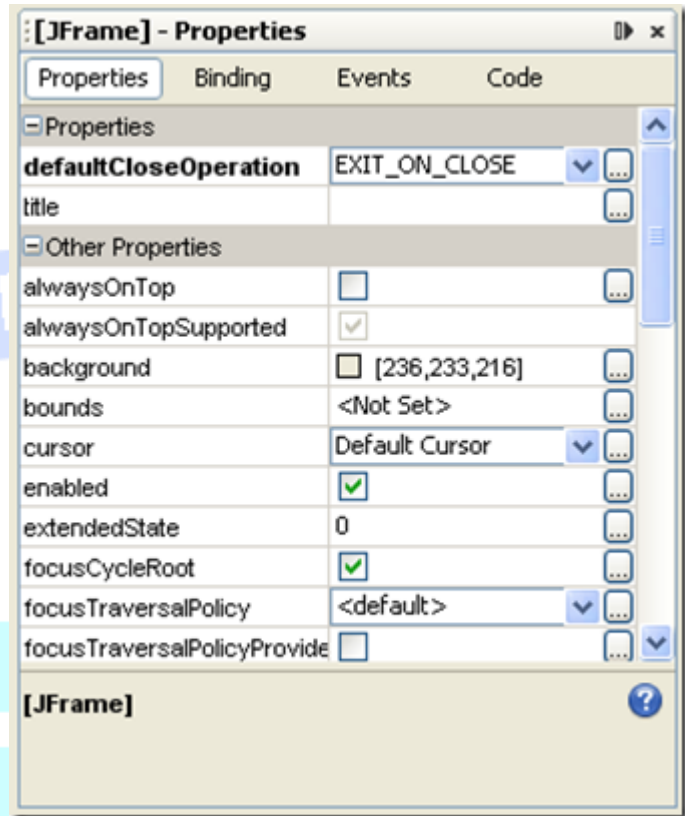 [JFrame] - Properties
Properties Binding Events Code
Properties
defaultCloseOperation EXIT_ON_CLOSE ...
title ...
Other Properties
alwaysOnTop ...
alwaysOnTopSupported
background [236,233,216] ...
bounds <Not Set> ...
cursor Default Cursor ...
enabled ...
extendedState 0 ...
focusCycleRoot ...
focusTraversalPolicy <default> ...
focusTraversalPolicyProvide ...
[JFrame] ?